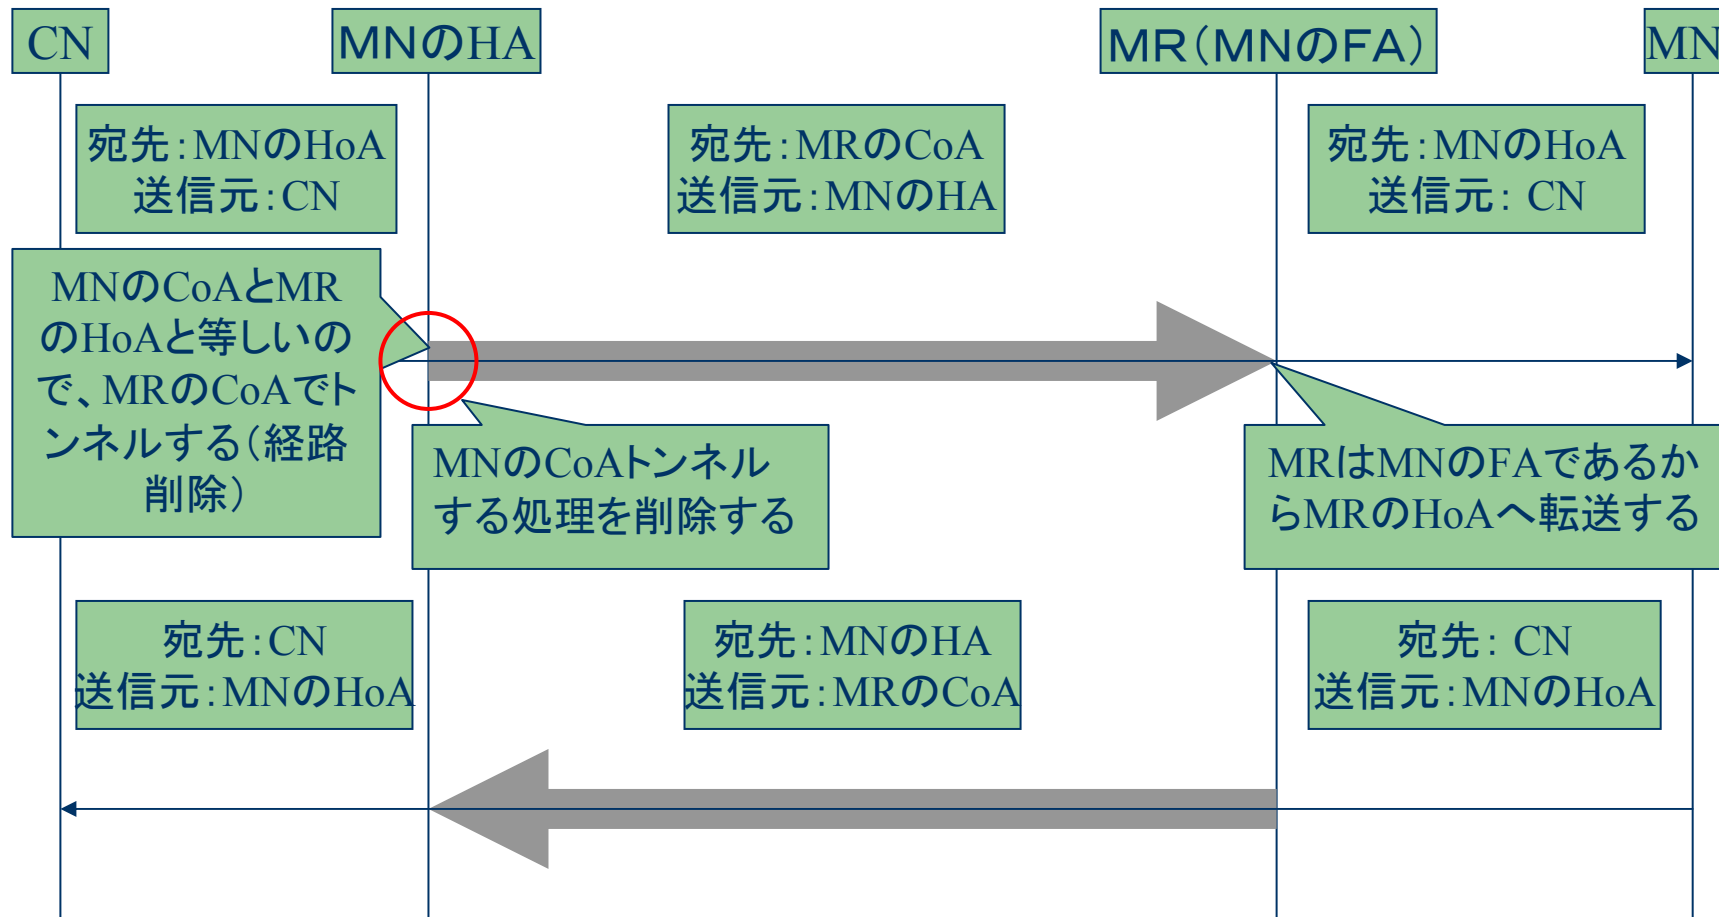 CN
MNのHA
MR(MNのFA)
MN
宛先:MNのHoA
送信元:CN
宛先:MRのCoA
送信元:MNのHA
宛先:MNのHoA
送信元: CN
MNのCoAとMR
のHoAと等しいの
で、MRのCoAでト
ンネルする(経路
削除)
MNのCoAトンネル
する処理を削除する
MRはMNのFAであるか
らMRのHoAへ転送する
宛先:CN
送信元:MNのHoA
宛先:MNのHA
送信元:MRのCoA
宛先: CN
送信元:MNのHoA